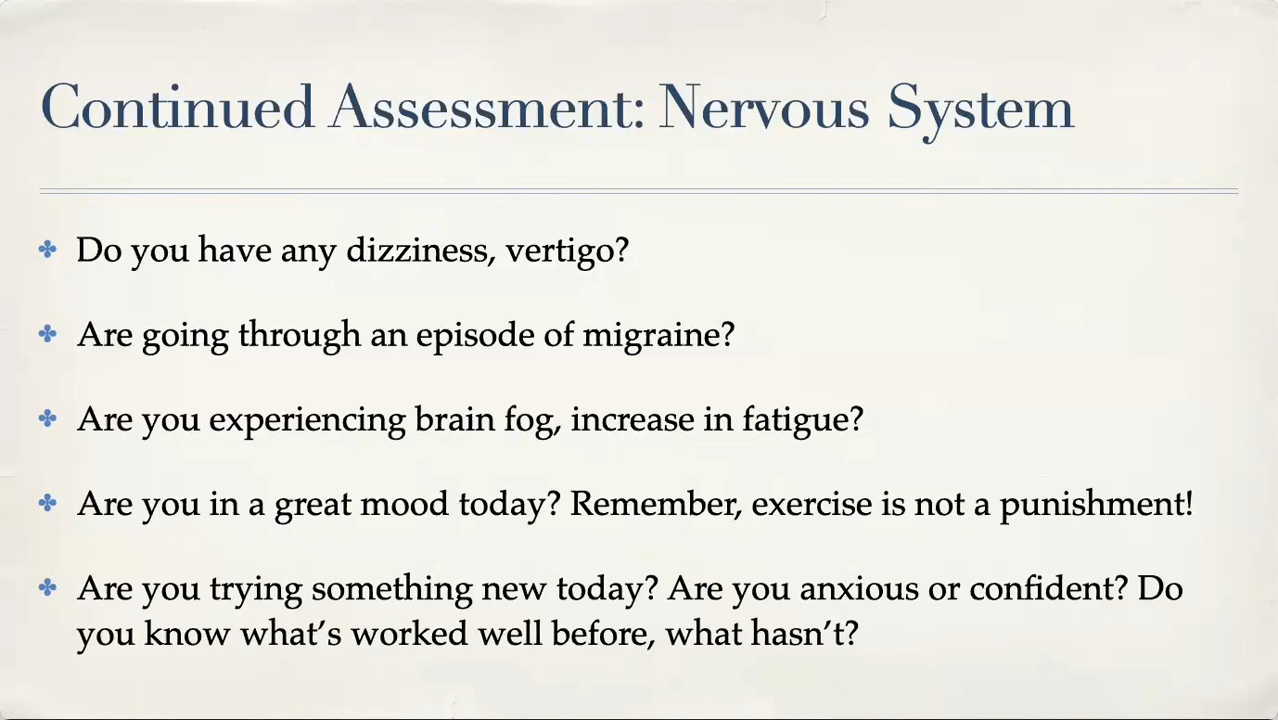 Continued Assessment: Nervous System
Do you have any dizziness, vertigo?
Are going through an episode of migraine?
Are you experiencing brain fog, increase in fatigue?
Are you in a great mood today? Remember, exercise is not a punishment!
Are you trying something new today? Are you anxious or confident? Do
you know what’s worked well before, what hasn’t?